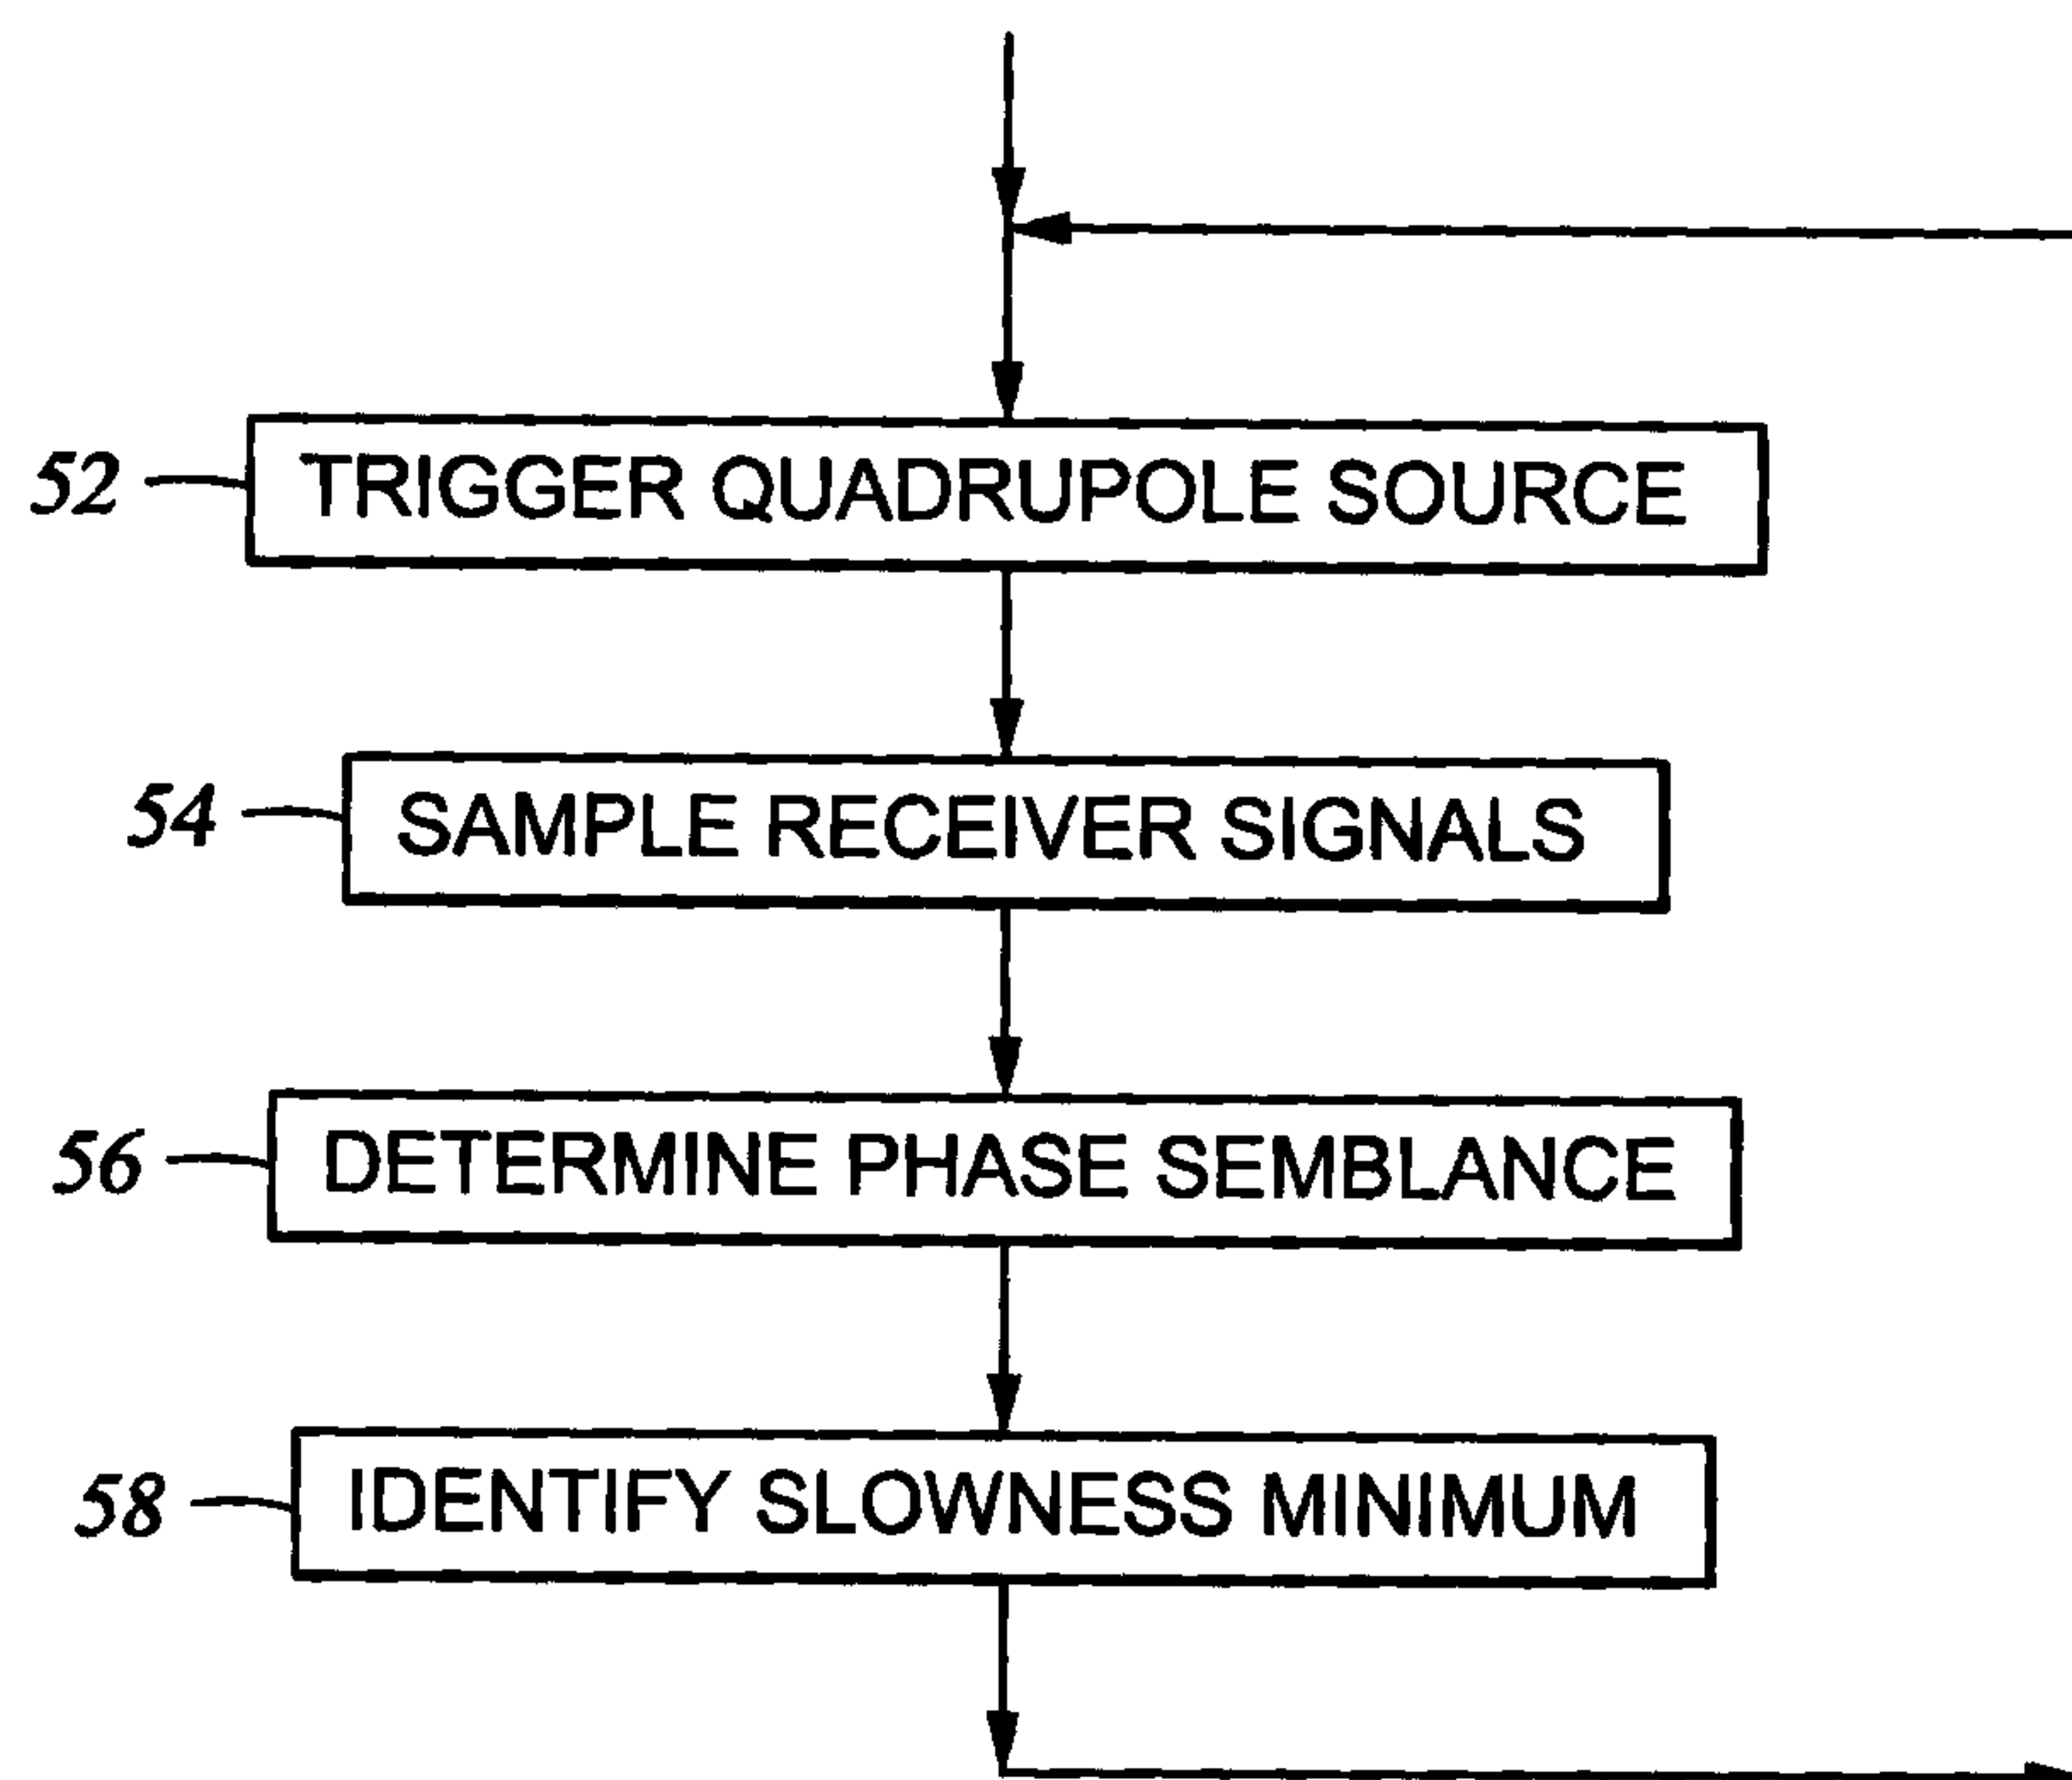 52 TRIGGER QUADRUPOLE SOURCE
54 SAMPLE RECEIVER SIGNALS
56 DETERMINE PHASE SEMBLANCE
58 IDENTIFY SLOWNESS MINIMUM